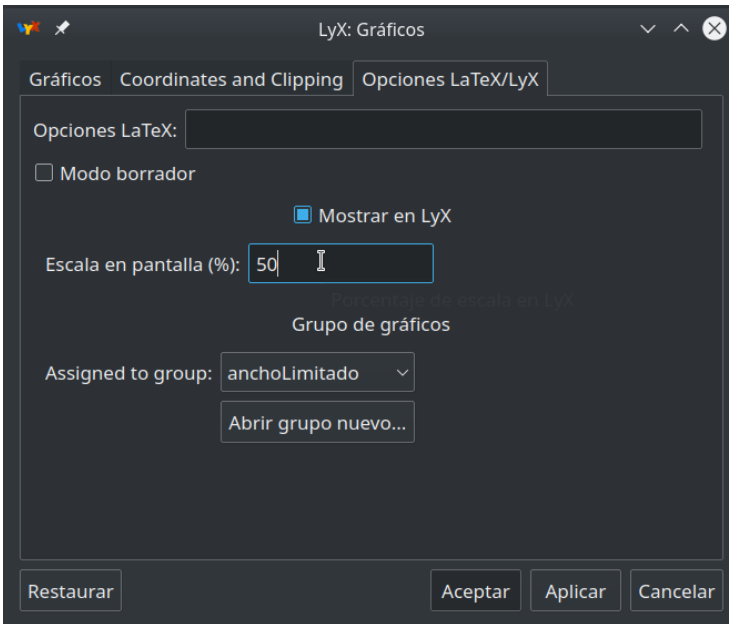 LyX: Gráficos
Gráficos Coordinates and Clipping Opciones LaTeX/LyX
Opciones LaTeX:
Modo borrador
Mostrar en LyX
Escala en pantalla (%): 50
Porcentaje de escala en LyX
Grupo de gráficos
Assigned to group: anchoLimitado
Abrir grupo nuevo...
Restaurar Aceptar Aplicar Cancelar